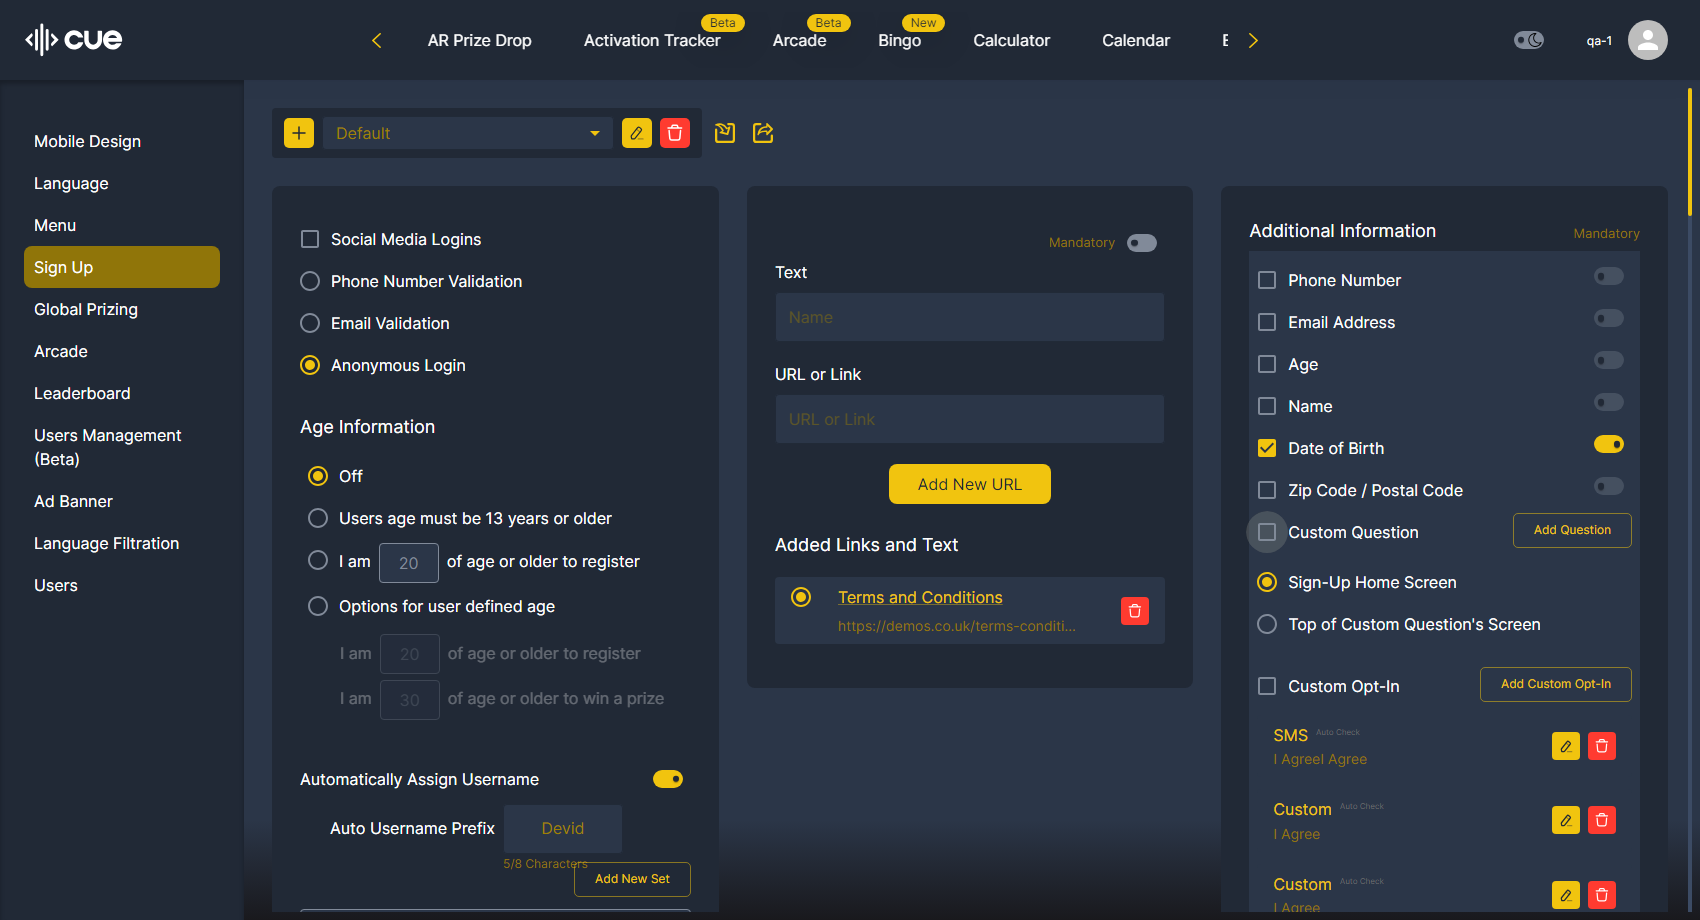 cue
AR Prize Drop
Activation Tracker
Beta
Arcade
Beta
Bingo
New
Calculator
Calendar
qa-1
Mobile Design
Language
Menu
Sign Up
Global Prizing
Arcade
Leaderboard
Users Management
(Beta)
Ad Banner
Language Filtration
Users
Default
Social Media Logins
Phone Number Validation
Email Validation
Anonymous Login
Age Information
Off
Users age must be 13 years or older
I am 20 of age or older to register
Options for user defined age
I am 20 of age or older to register
I am 30 of age or older to win a prize
Automatically Assign Username
Auto Username Prefix Devid
5/8 Characters
Add New Set
Mandatory
Text
Name
URL or Link
URL or Link
Add New URL
Added Links and Text
Terms and Conditions
https://demos.co.uk/terms-conditi...
Additional Information
Mandatory
Phone Number
Email Address
Age
Name
Date of Birth
Zip Code / Postal Code
Custom Question
Add Question
Sign-Up Home Screen
Top of Custom Question's Screen
Custom Opt-In
Add Custom Opt-In
SMS Auto Check
I AgreeI Agree
Custom Auto Check
I Agree
Custom Auto Check
I Agree